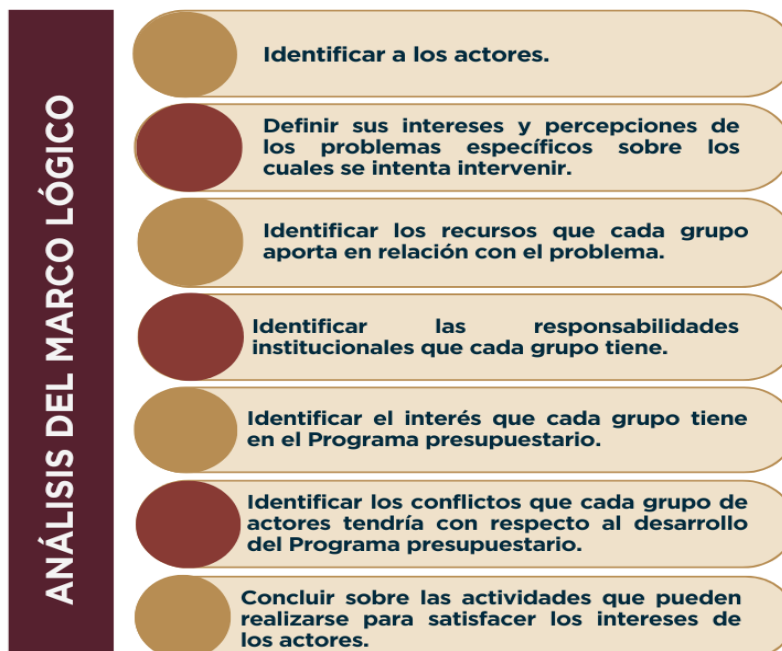 ANÁLISIS DEL MARCO LÓGICO
Identificar a los actores.
Definir sus intereses y percepciones de
los problemas específicos sobre los
cuales se intenta intervenir.
Identificar los recursos que cada grupo
aporta en relación con el problema.
Identificar las responsabilidades
institucionales que cada grupo tiene.
Identificar el interés que cada grupo tiene
en el Programa presupuestario.
Identificar los conflictos que cada grupo de
actores tendría con respecto al desarrollo
del Programa presupuestario.
Concluir sobre las actividades que pueden
realizarse para satisfacer los intereses de
los actores.